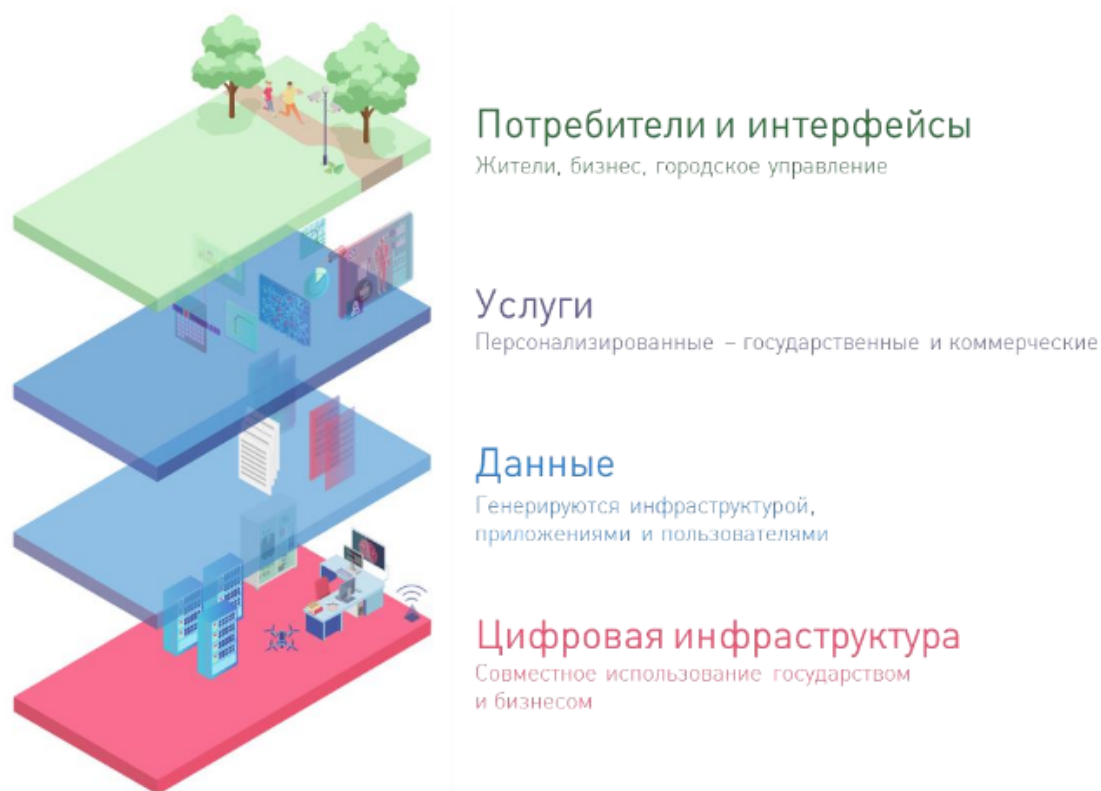 Потребители и интерфейсы
Жители, бизнес, городское управление
Услуги
Персонализированные – государственные и коммерческие
Данные
Генерируются инфраструктурой,
приложениями и пользователями
Цифровая инфраструктура
Совместное использование государством
и бизнесом